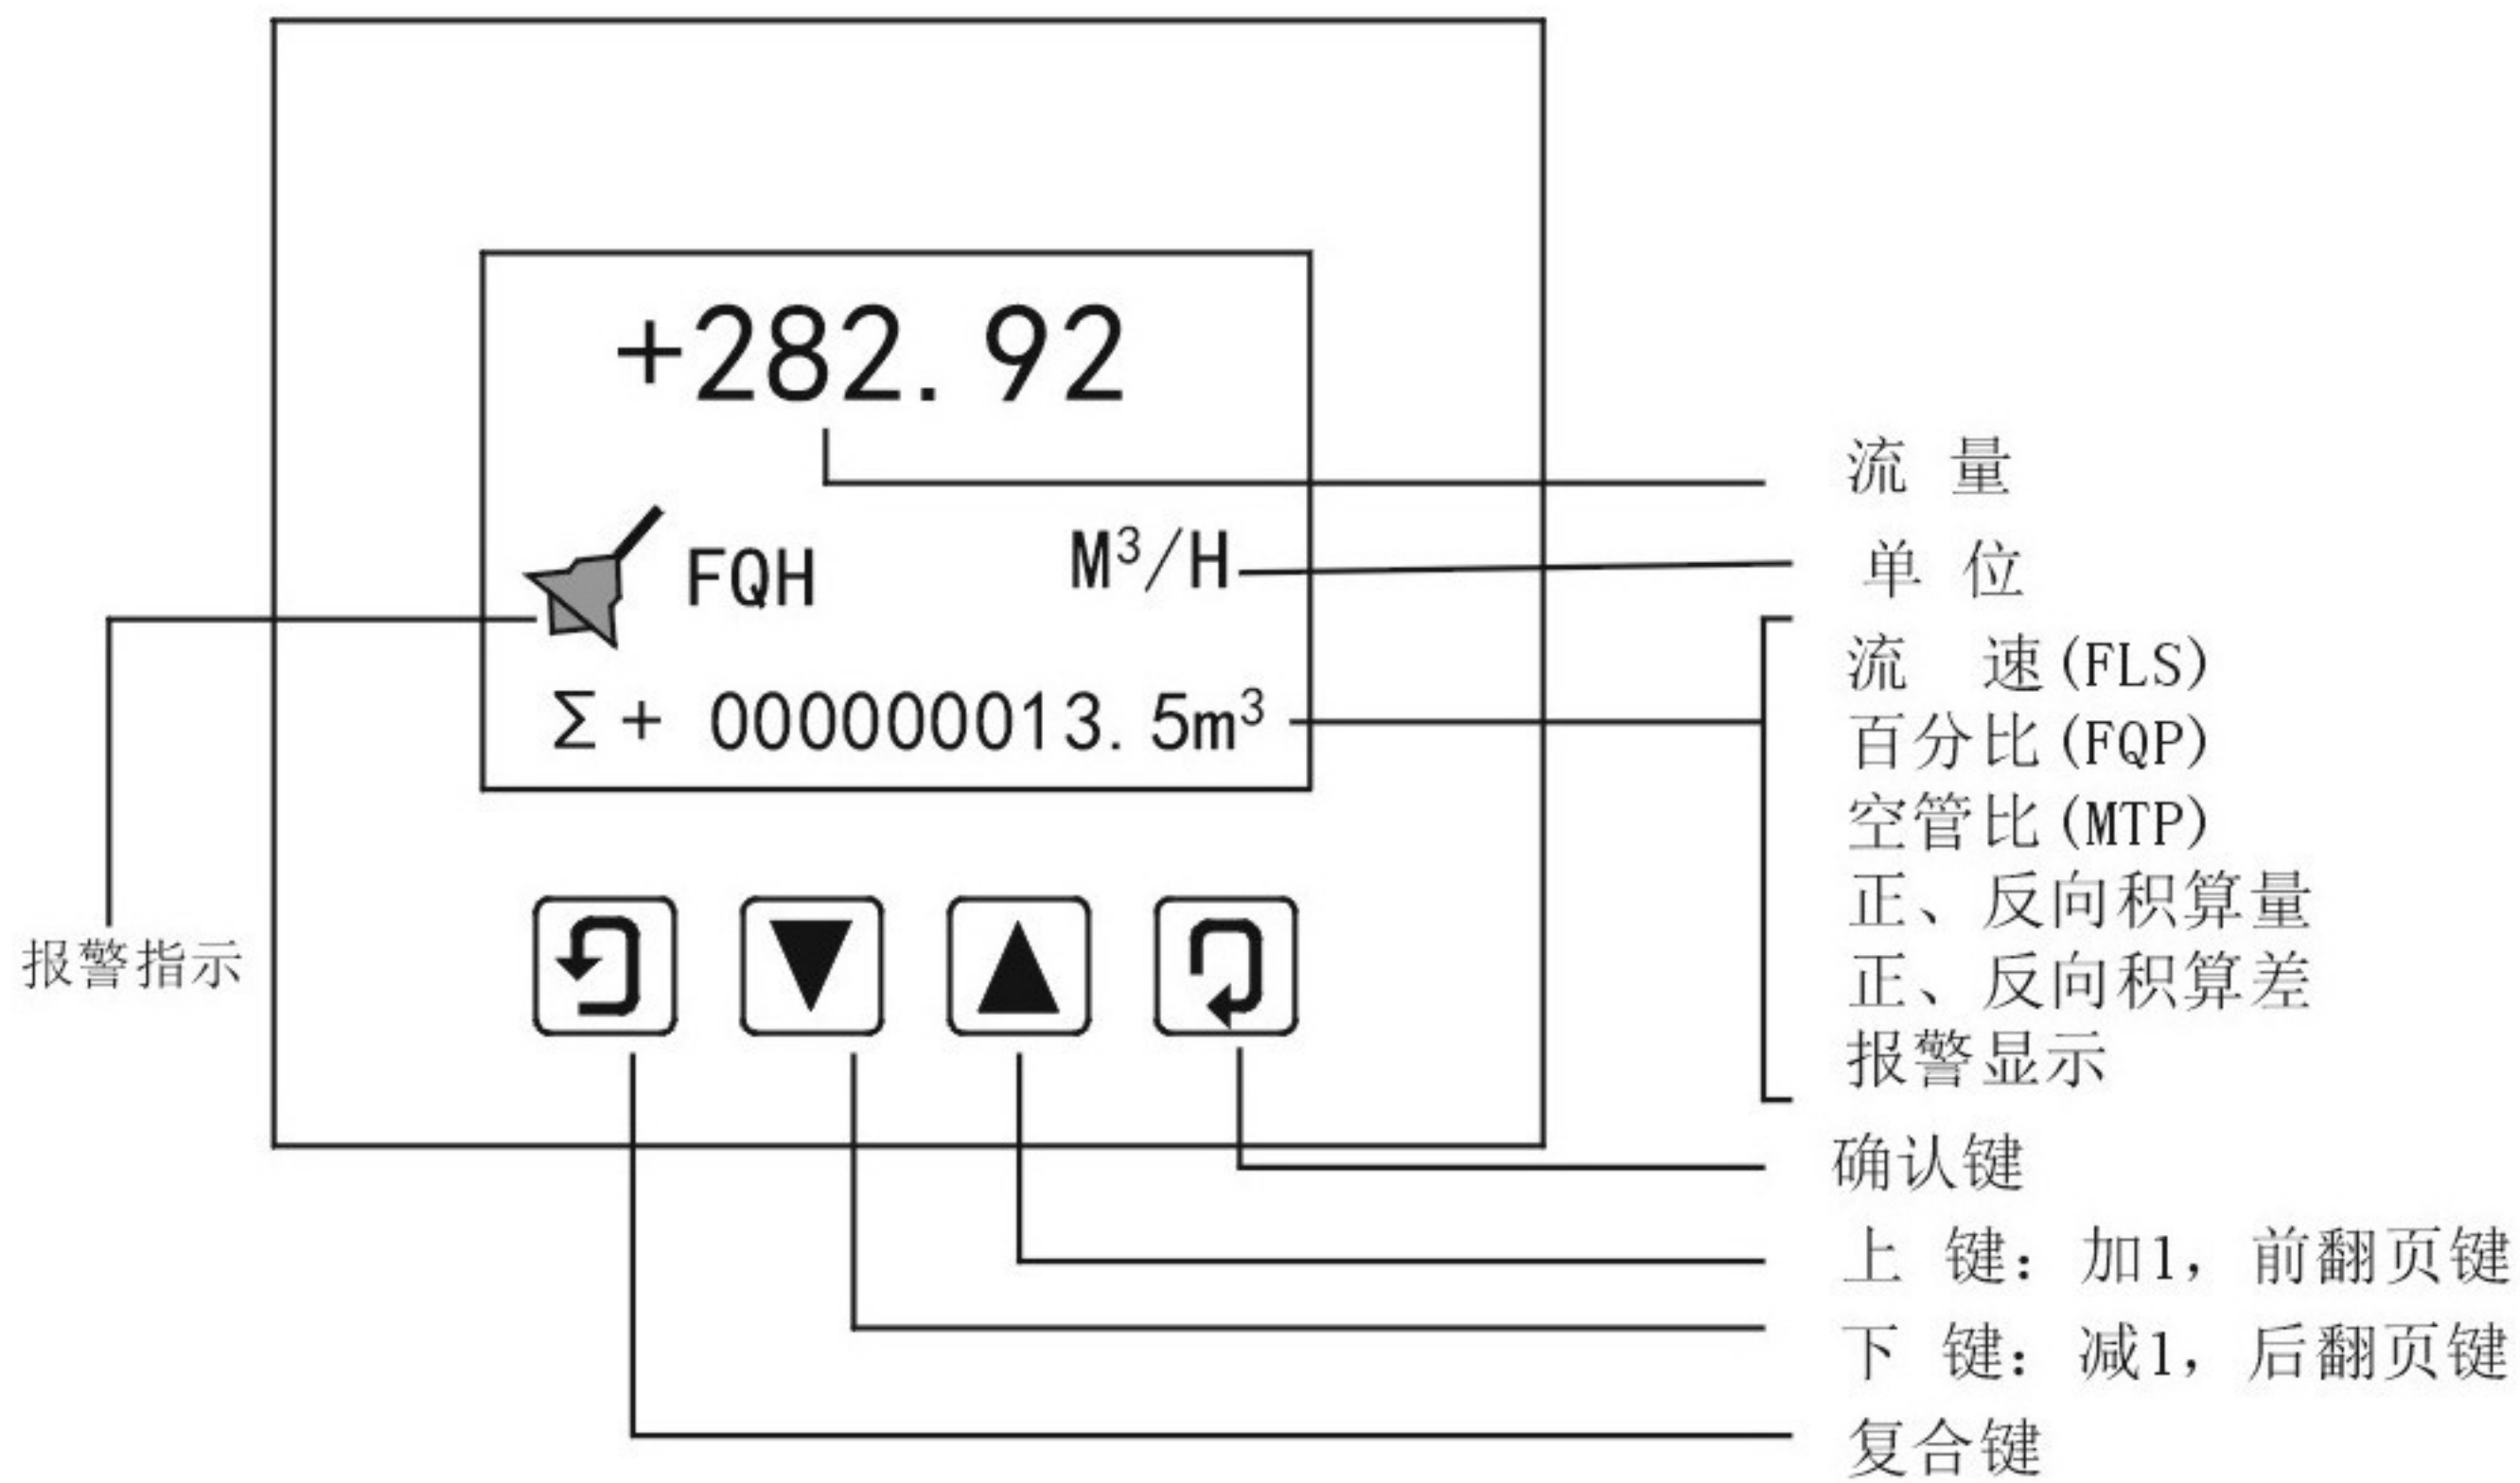 +282.92
FQH M³/H
Σ+ 000000013.5m³
报警指示
流 量
单 位
流 速(FLS)
百分比(FQP)
空管比(MTP)
正、反向积算量
正、反向积算差
报警显示
确认键
上 键: 加1, 前翻页键
下 键: 减1, 后翻页键
复合键